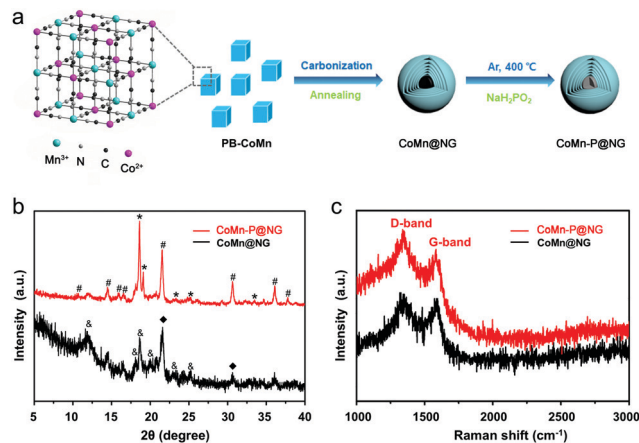 a
Mn3+ N C Co2+
PB-CoMn
Carbonization
Annealing
CoMn@NG
Ar, 400 ℃
NaH2PO2
CoMn-P@NG
b
CoMn-P@NG
CoMn@NG
* * * * *
# # # # # # # #
& & & & & &
◆ ◆
Intensity (a.u.)
5 10 15 20 25 30 35 40
2θ (degree)
c
D-band
G-band
CoMn-P@NG
CoMn@NG
Intensity (a.u.)
1000 1500 2000 2500 3000
Raman shift (cm-1)